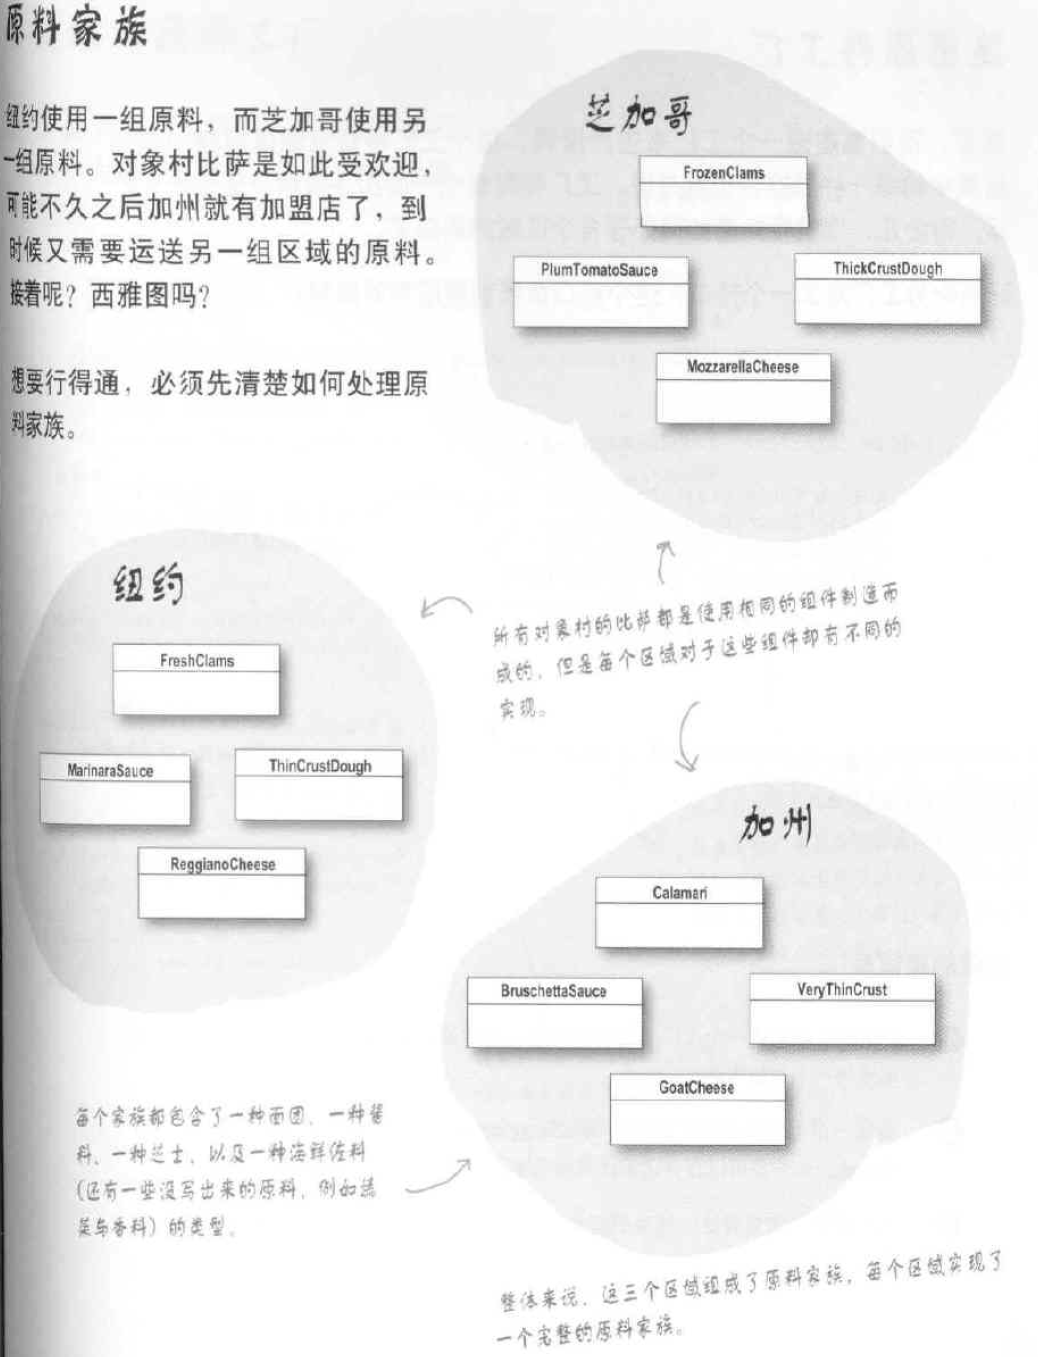 原料家族
纽约使用一组原料，而芝加哥使用另
一组原料。对象村比萨是如此受欢迎，
可能不久之后加州就有加盟店了，到
时候又需要运送另一组区域的原料。
接着呢？西雅图吗？
想要行得通，必须先清楚如何处理原
料家族。
芝加哥
FrozenClams
PlumTomatoSauce
ThickCrustDough
MozzarellaCheese
所有对象村的比萨都是使用相同的组件制造而
成的，但是每个区域对于这些组件却有不同的
实现。
纽约
FreshClams
MarinaraSauce
ThinCrustDough
ReggianoCheese
加州
Calamari
BruschettaSauce
VeryThinCrust
GoatCheese
每个家族都包含了一种面团、一种酱
料、一种芝士，以及一种海鲜佐料
（还有一些没写出来的原料，例如蔬
菜与香料）的类型。
整体来说，这三个区域组成了原料家族，每个区域实现了
一个完整的原料家族。